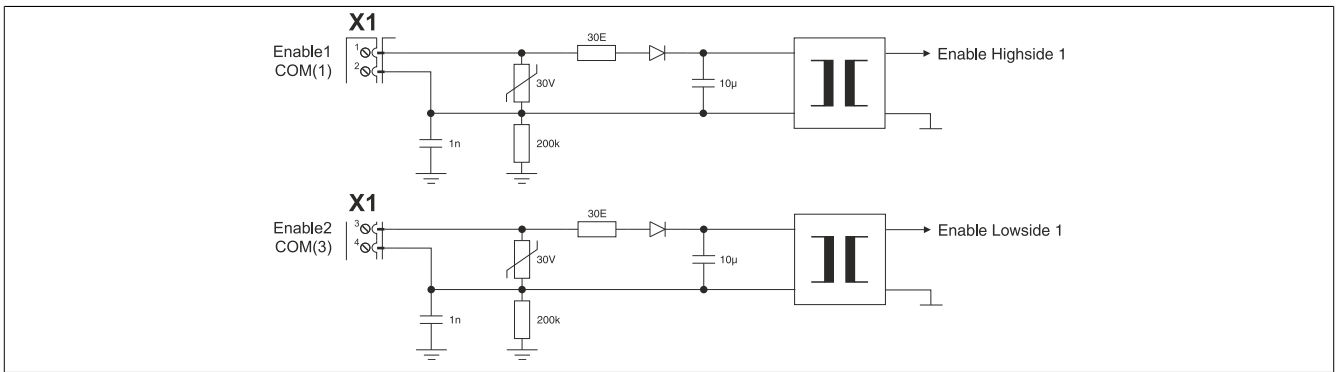 X1
Enable1
COM(1)
1
2
30E
30V
10µ
1n
200k
Enable Highside 1
X1
Enable2
COM(3)
3
4
30E
30V
10µ
1n
200k
Enable Lowside 1